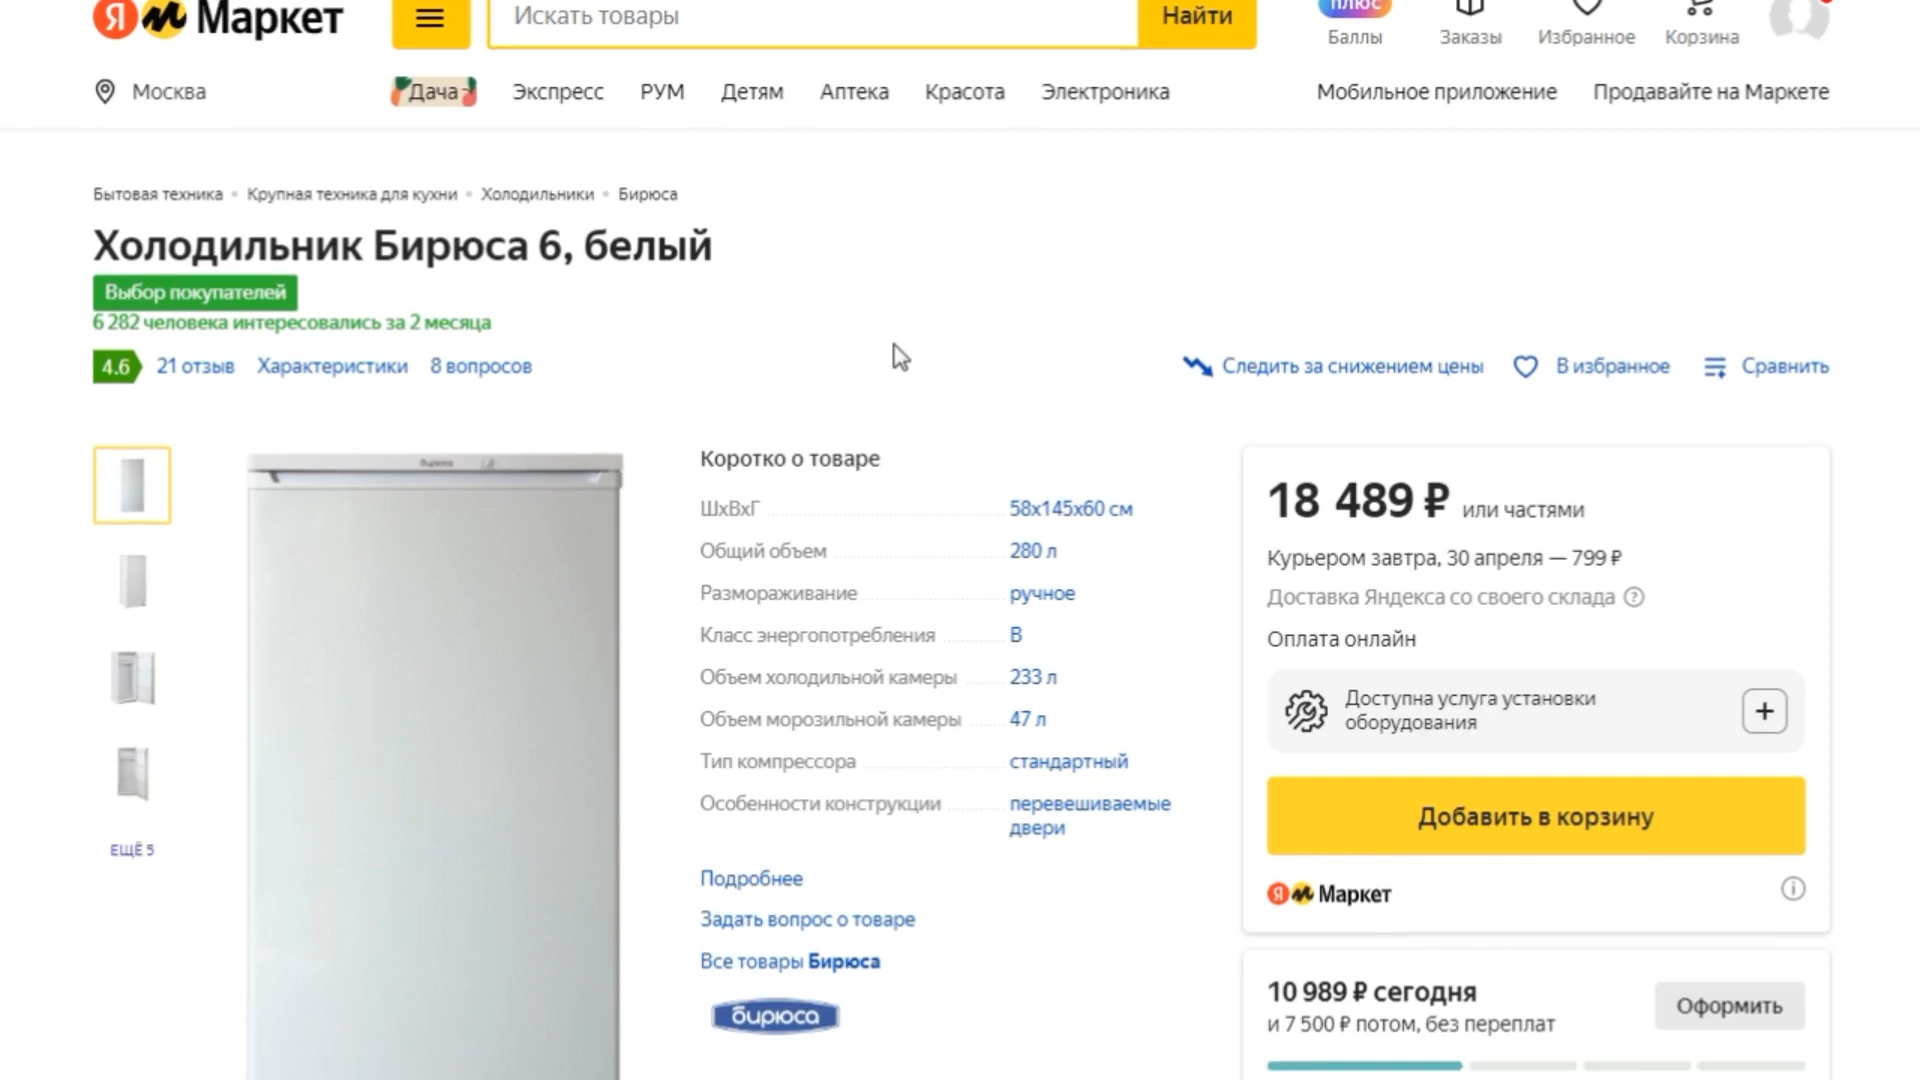 Я Маркет
Искать товары
Найти
плюс
Баллы
Заказы
Избранное
Корзина
Москва
Дача
Экспресс
РУМ
Детям
Аптека
Красота
Электроника
Мобильное приложение
Продавайте на Маркете
Бытовая техника • Крупная техника для кухни • Холодильники • Бирюса
Холодильник Бирюса 6, белый
Выбор покупателей
6 282 человека интересовались за 2 месяца
4.6 21 отзыв Характеристики 8 вопросов
Следить за снижением цены В избранное Сравнить
ЕЩЁ 5
Бирюса
Коротко о товаре
ШхВхГ 58х145х60 см
Общий объем 280 л
Размораживание ручное
Класс энергопотребления B
Объем холодильной камеры 233 л
Объем морозильной камеры 47 л
Тип компрессора стандартный
Особенности конструкции перевешиваемые
двери
Подробнее
Задать вопрос о товаре
Все товары Бирюса
бирюса
18 489 ₽ или частями
Курьером завтра, 30 апреля — 799 ₽
Доставка Яндекса со своего склада ?
Оплата онлайн
Доступна услуга установки
оборудования
+
Добавить в корзину
Я Маркет
10 989 ₽ сегодня
и 7 500 ₽ потом, без переплат
Оформить